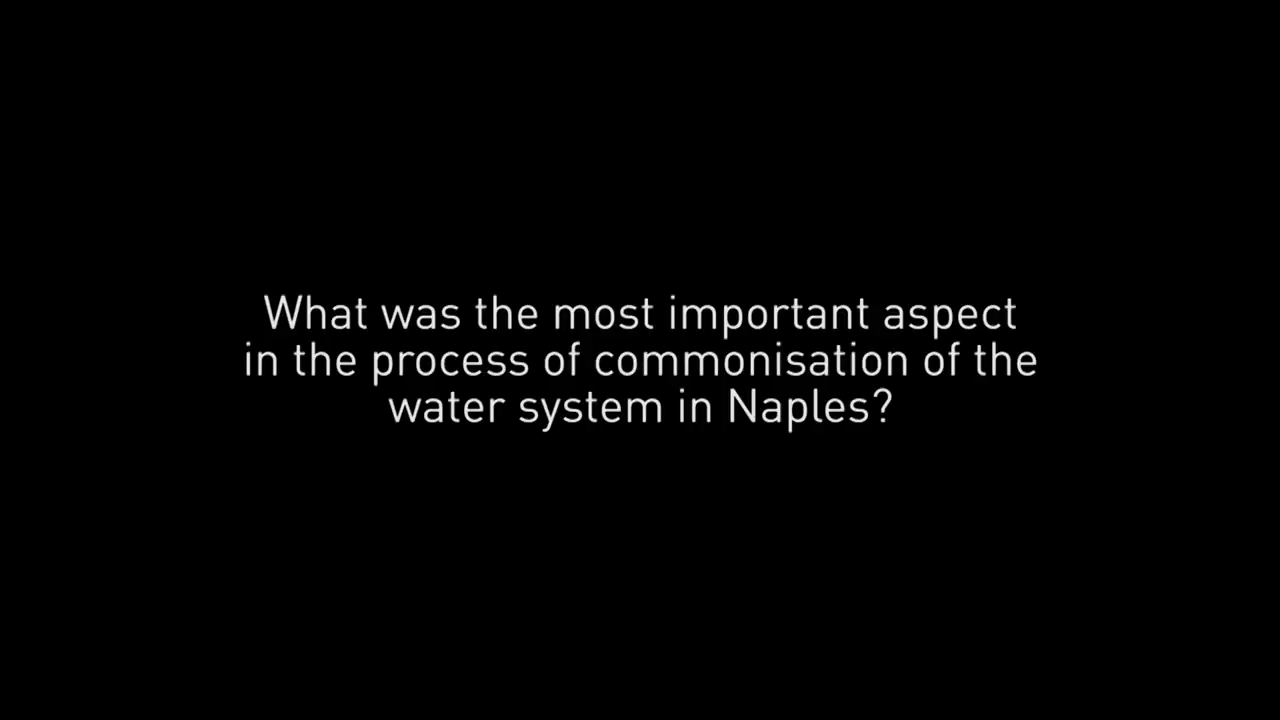 What was the most important aspect
in the process of commonisation of the
water system in Naples?